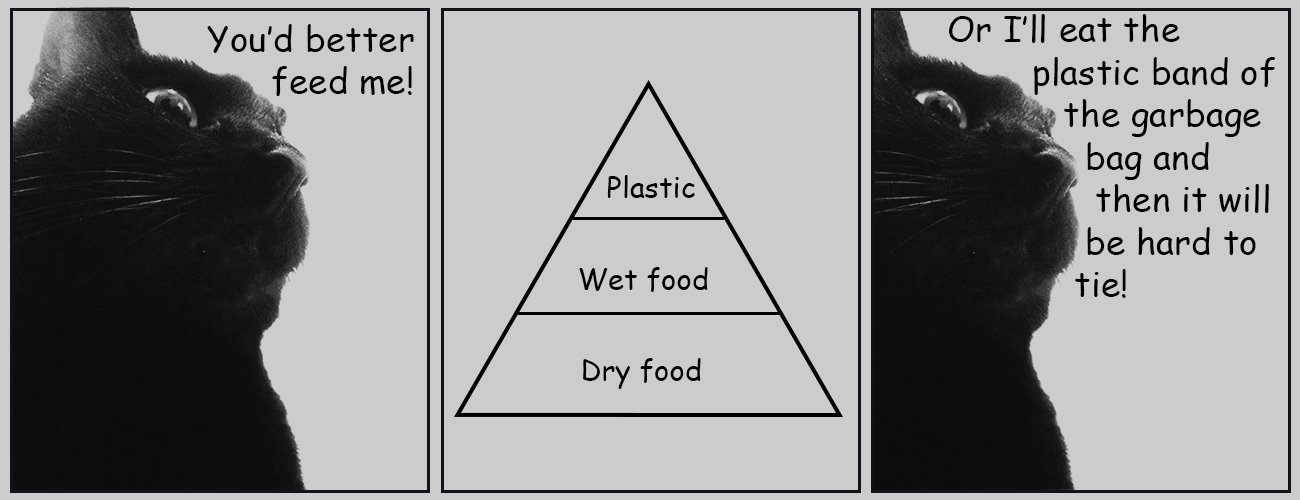 You'd better
feed me!
Plastic
Wet food
Dry food
Or I'll eat the
plastic band of
the garbage
bag and
then it will
be hard to
tie!